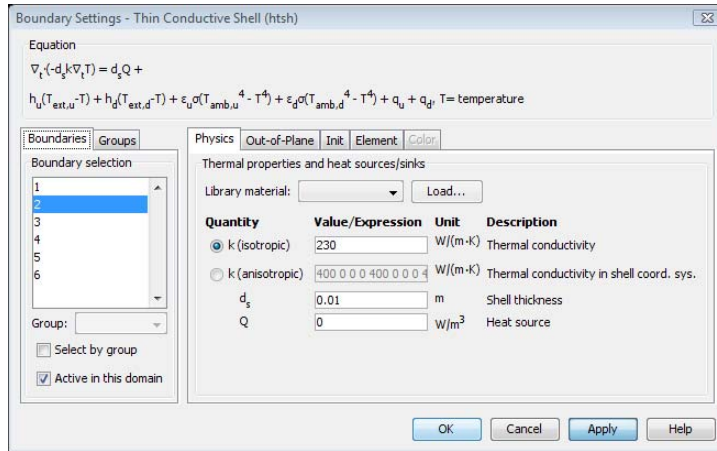 Boundary Settings - Thin Conductive Shell (htsh)
Equation
∇ₜ·(-dₛk∇ₜT) = dₛQ +
hᵤ(Tₑₓₜ,ᵤ-T) + h_d(Tₑₓₜ,d-T) + εᵤσ(Tₐₘb,ᵤ⁴ - T⁴) + ε_dσ(Tₐₘb,d⁴ - T⁴) + qᵤ + q_d, T= temperature
Boundaries Groups
Physics Out-of-Plane Init Element Color
Boundary selection
1
2
3
4
5
6
Group:
Select by group
Active in this domain
Thermal properties and heat sources/sinks
Library material: Load...
Quantity Value/Expression Unit Description
k (isotropic) 230 W/(m·K) Thermal conductivity
k (anisotropic) 400 0 0 0 400 0 0 0 4 W/(m·K) Thermal conductivity in shell coord. sys.
dₛ 0.01 m Shell thickness
Q 0 W/m³ Heat source
OK Cancel Apply Help